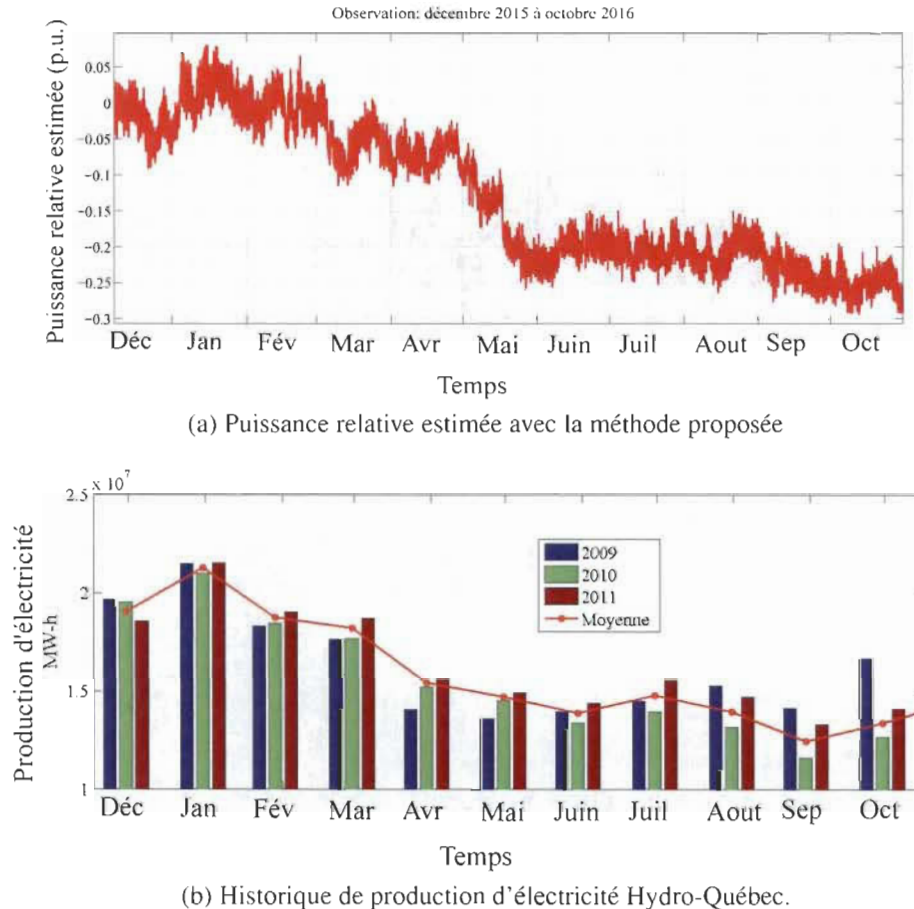 Observation: décembre 2015 à octobre 2016
Puissance relative estimée (p.u.)
0.05
0
−0.05
−0.1
−0.15
−0.2
−0.25
−0.3
Déc Jan Fév Mar Avr Mai Juin Juil Aout Sep Oct
Temps
(a) Puissance relative estimée avec la méthode proposée
Production d'électricité
MW-h
x 10^7
2.5
2
1.5
1
2009
2010
2011
Moyenne
Déc Jan Fév Mar Avr Mai Juin Juil Aout Sep Oct
Temps
(b) Historique de production d'électricité Hydro-Québec.